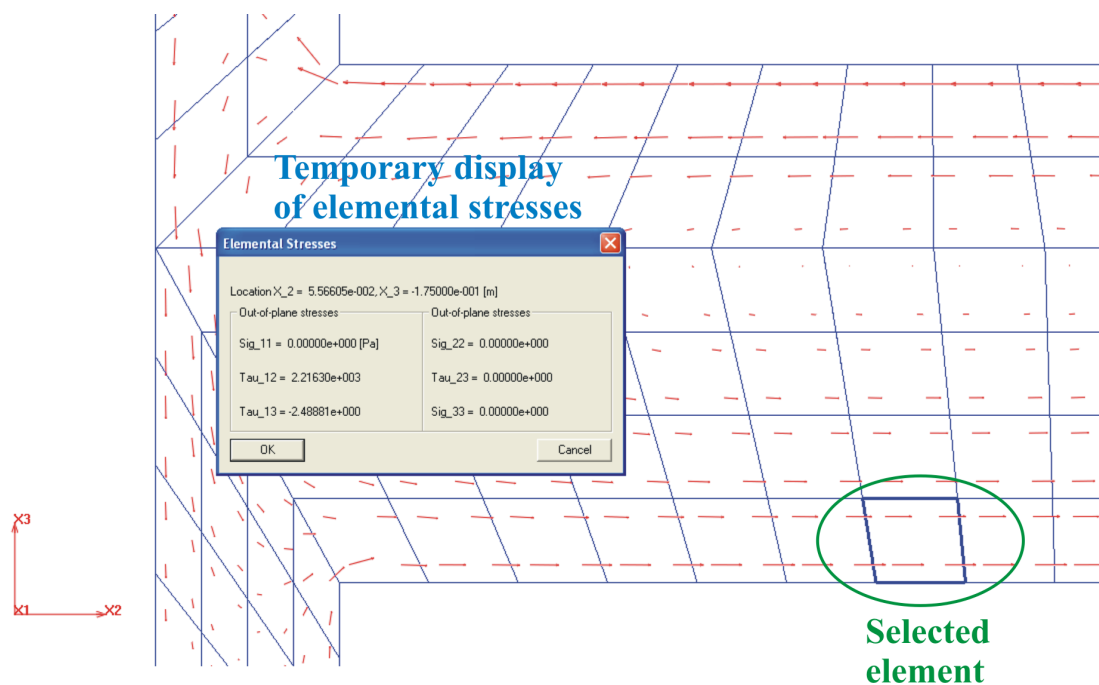 Temporary display
of elemental stresses
Elemental Stresses
Location X_2 = 5.56605e-002, X_3 = -1.75000e-001 [m]
Out-of-plane stresses
Out-of-plane stresses
Sig_11 = 0.00000e+000 [Pa]
Sig_22 = 0.00000e+000
Tau_12 = 2.21630e+003
Tau_23 = 0.00000e+000
Tau_13 = -2.48881e+000
Sig_33 = 0.00000e+000
OK
Cancel
X3
X1
X2
Selected
element